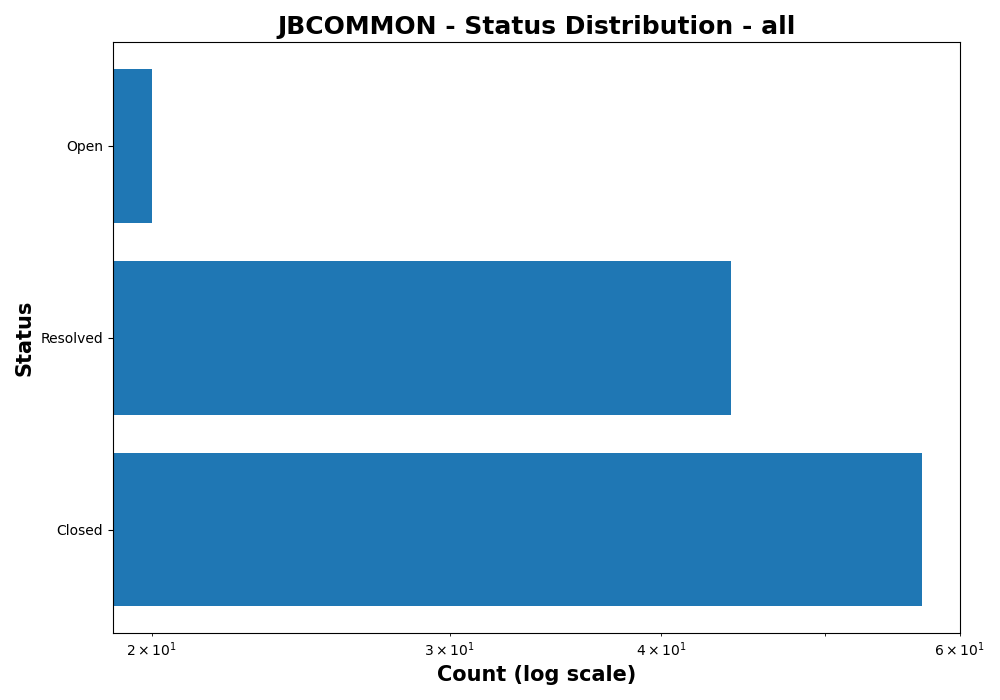 JBCOMMON - Status Distribution - all
Open
Resolved
Closed
Status
2 × 10¹
3 × 10¹
4 × 10¹
6 × 10¹
Count (log scale)